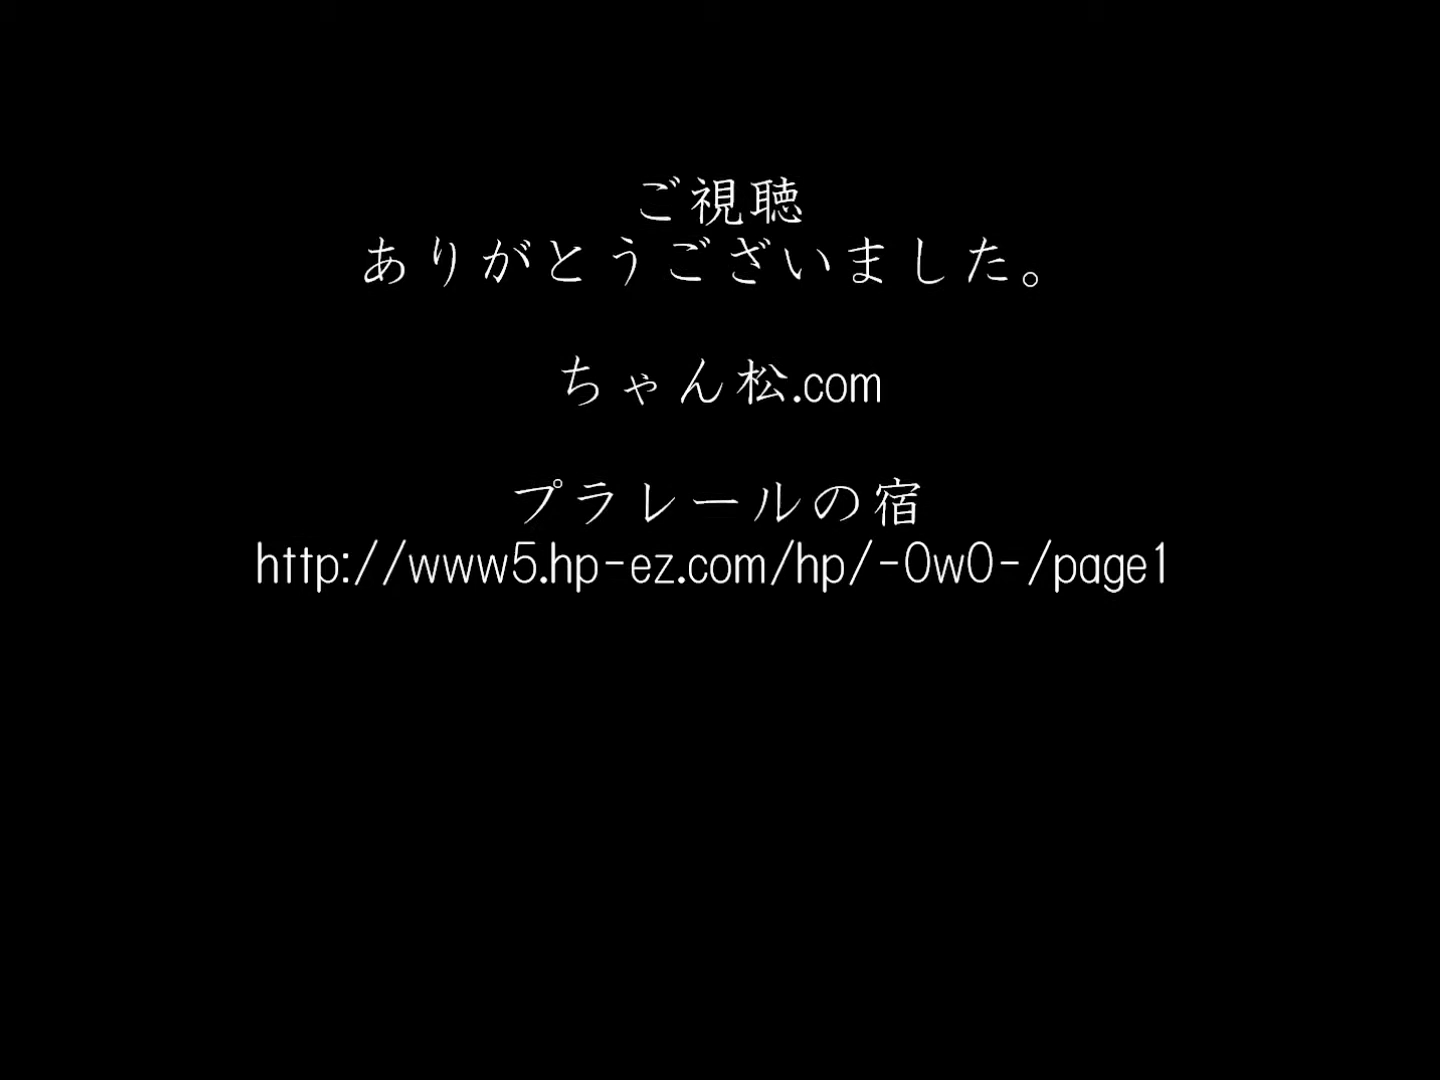 ご視聴
ありがとうございました。
ちゃん松.com
プラレールの宿
http://www5.hp-ez.com/hp/-0w0-/page1